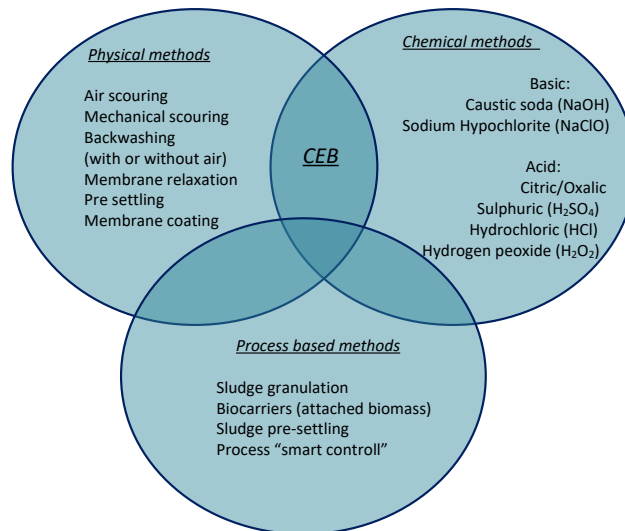 Physical methods
Air scouring
Mechanical scouring
Backwashing
(with or without air)
Membrane relaxation
Pre settling
Membrane coating
CEB
Chemical methods
Basic:
Caustic soda (NaOH)
Sodium Hypochlorite (NaClO)
Acid:
Citric/Oxalic
Sulphuric (H₂SO₄)
Hydrochloric (HCl)
Hydrogen peoxide (H₂O₂)
Process based methods
Sludge granulation
Biocarriers (attached biomass)
Sludge pre-settling
Process “smart controll”